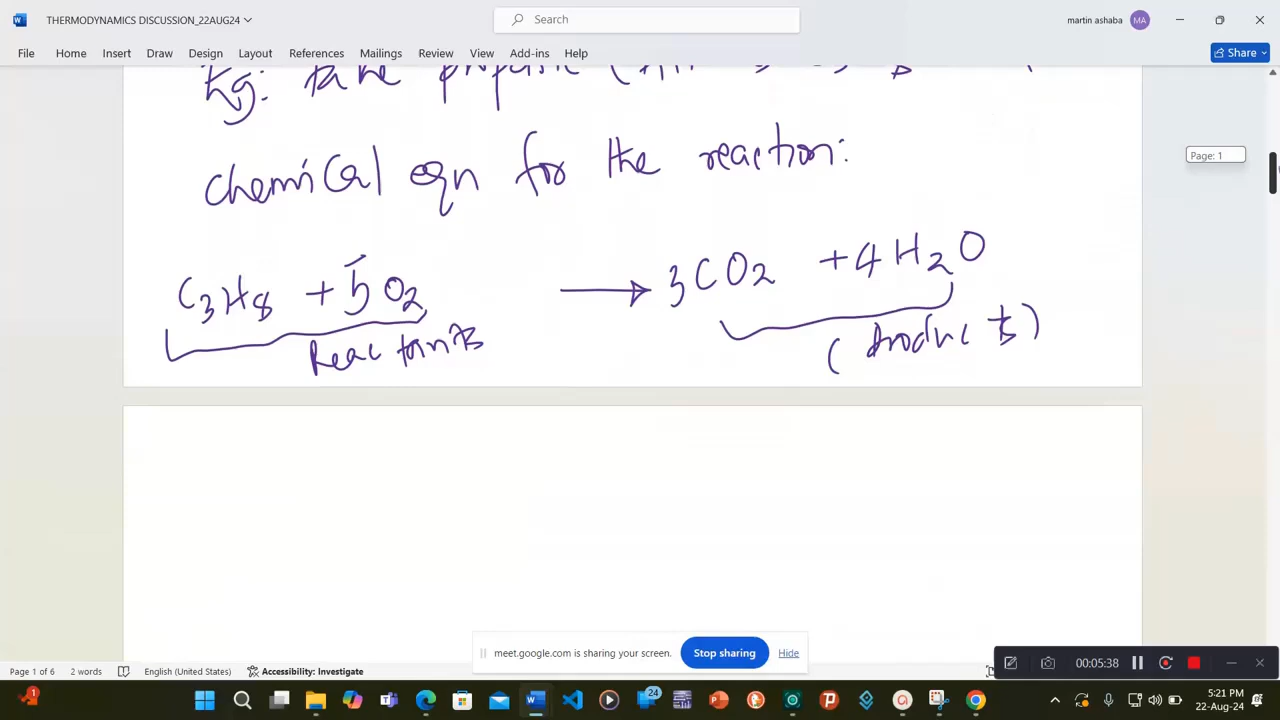 THERMODYNAMICS DISCUSSION_22AUG24
Search
martin ashaba
MA
File Home Insert Draw Design Layout References Mailings Review View Add-ins Help
Share
Eg: take
chemical eqn for the reaction:
Page: 1
C3H8 + 5O2 → 3CO2 + 4H2O
Reactants
(Products)
meet.google.com is sharing your screen.
Stop sharing
Hide
Page 1 of 6
2 words
English (United States)
Accessibility: Investigate
00:05:38
1
24
5:21 PM
22-Aug-24